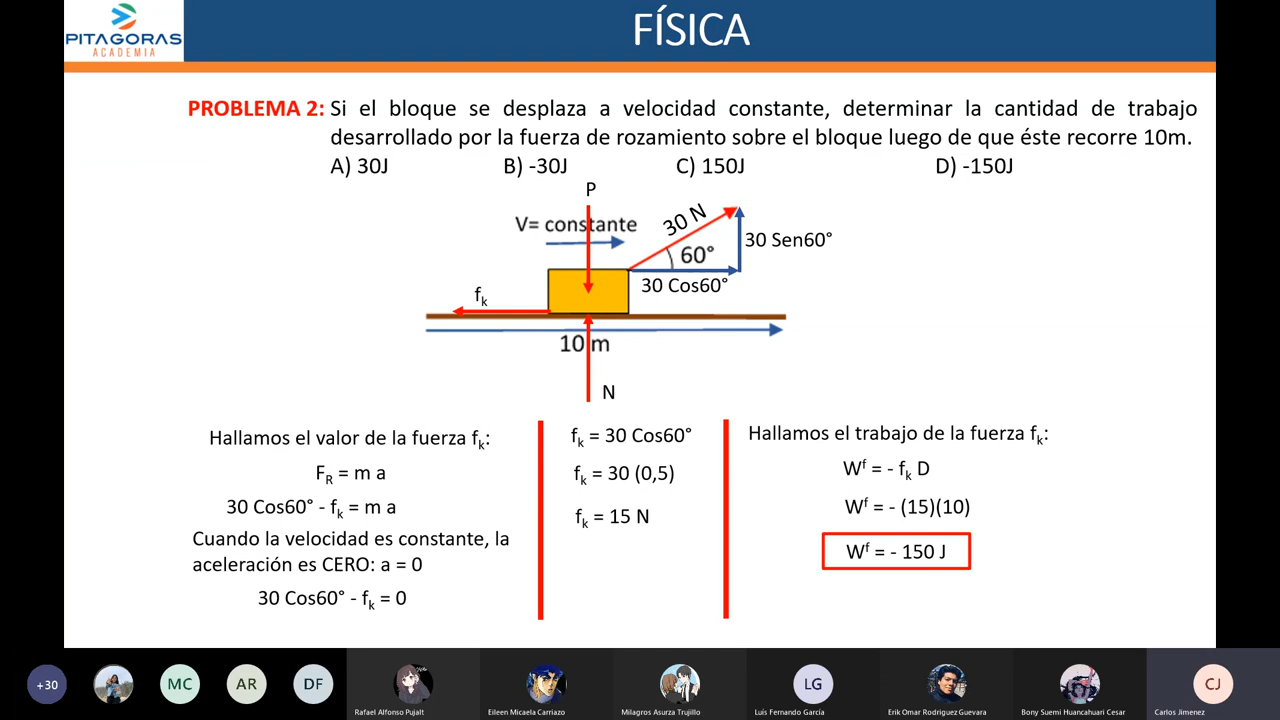 PITAGORAS
ACADEMIA
FÍSICA
PROBLEMA 2: Si el bloque se desplaza a velocidad constante, determinar la cantidad de trabajo
desarrollado por la fuerza de rozamiento sobre el bloque luego de que éste recorre 10m.
A) 30J B) -30J C) 150J D) -150J
P
V= constante
30 N
60°
30 Sen60°
30 Cos60°
fk
10 m
N
Hallamos el valor de la fuerza fk:
FR = m a
30 Cos60° - fk = m a
Cuando la velocidad es constante, la
aceleración es CERO: a = 0
30 Cos60° - fk = 0
fk = 30 Cos60°
fk = 30 (0,5)
fk = 15 N
Hallamos el trabajo de la fuerza fk:
Wf = - fk D
Wf = - (15)(10)
Wf = - 150 J
+30
MC
AR
DF
LG
CJ
Rafael Alfonso Pujalt
Eileen Micaela Carriazo
Milagros Asurza Trujillo
Luis Fernando García
Erik Omar Rodriguez Guevara
Bony Suemi Huancahuari Cesar
Carlos Jimenez